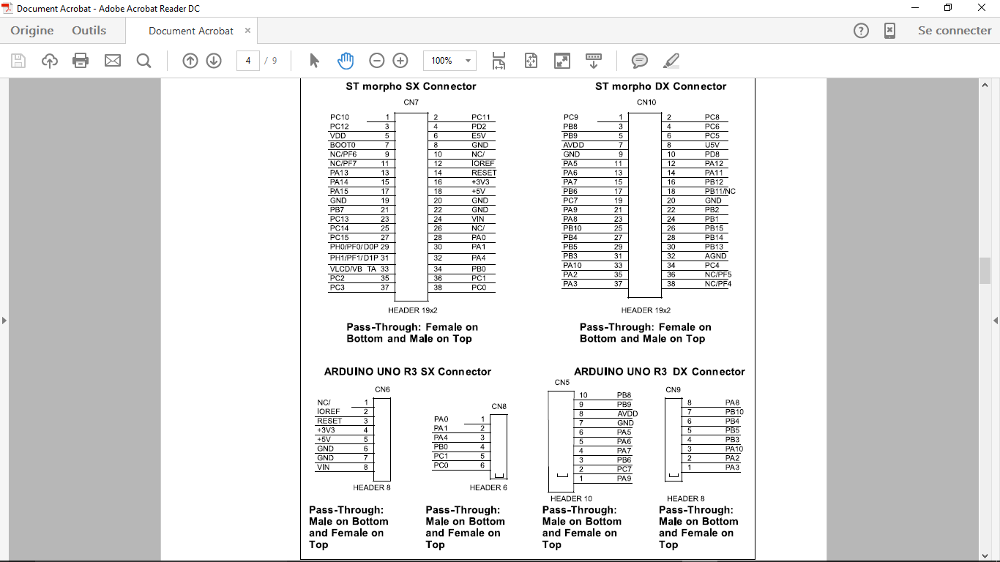 Document Acrobat - Adobe Acrobat Reader DC
Origine Outils Document Acrobat × Se connecter
4 / 9 100%
ST morpho SX Connector
CN7
PC10 1 2 PC11
PC12 3 4 PD2
VDD 5 6 E5V
BOOT0 7 8 GND
NC/PF6 9 10 NC/
NC/PF7 11 12 IOREF
PA13 13 14 RESET
PA14 15 16 +3V3
PA15 17 18 +5V
GND 19 20 GND
PB7 21 22 GND
PC13 23 24 VIN
PC14 25 26 NC/
PC15 27 28 PA0
PH0/PF0/D0P 29 30 PA1
PH1/PF1/D1P 31 32 PA4
VLCD/VB TA 33 34 PB0
PC2 35 36 PC1
PC3 37 38 PC0
HEADER 19x2
Pass-Through: Female on
Bottom and Male on Top
ST morpho DX Connector
CN10
PC9 1 2 PC8
PB8 3 4 PC6
PB9 5 6 PC5
AVDD 7 8 U5V
GND 9 10 PD8
PA5 11 12 PA12
PA6 13 14 PA11
PA7 15 16 PB12
PB6 17 18 PB11/NC
PC7 19 20 GND
PA9 21 22 PB2
PA8 23 24 PB1
PB10 25 26 PB15
PB4 27 28 PB14
PB5 29 30 PB13
PB3 31 32 AGND
PA10 33 34 PC4
PA2 35 36 NC/PF5
PA3 37 38 NC/PF4
HEADER 19x2
Pass-Through: Female on
Bottom and Male on Top
ARDUINO UNO R3 SX Connector
CN6
NC/ 1
IOREF 2
RESET 3
+3V3 4
+5V 5
GND 6
GND 7
VIN 8
HEADER 8
Pass-Through:
Male on Bottom
and Female on
Top
CN8
PA0 1
PA1 2
PA4 3
PB0 4
PC1 5
PC0 6
HEADER 6
Pass-Through:
Male on Bottom
and Female on
Top
ARDUINO UNO R3 DX Connector
CN5
10 PB8
9 PB9
8 AVDD
7 GND
6 PA5
5 PA6
4 PA7
3 PB6
2 PC7
1 PA9
HEADER 10
Pass-Through:
Male on Bottom
and Female on
Top
CN9
8 PA8
7 PB10
6 PB4
5 PB5
4 PB3
3 PA10
2 PA2
1 PA3
HEADER 8
Pass-Through:
Male on Bottom
and Female on
Top